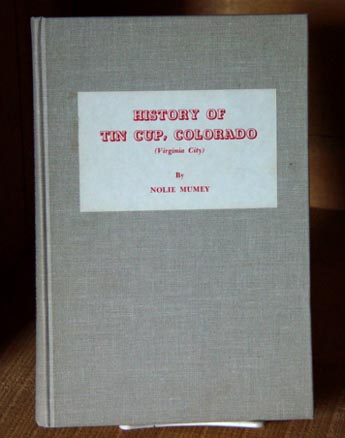 HISTORY OF
TIN CUP, COLORADO
(Virginia City)
By
NOLIE MUMEY